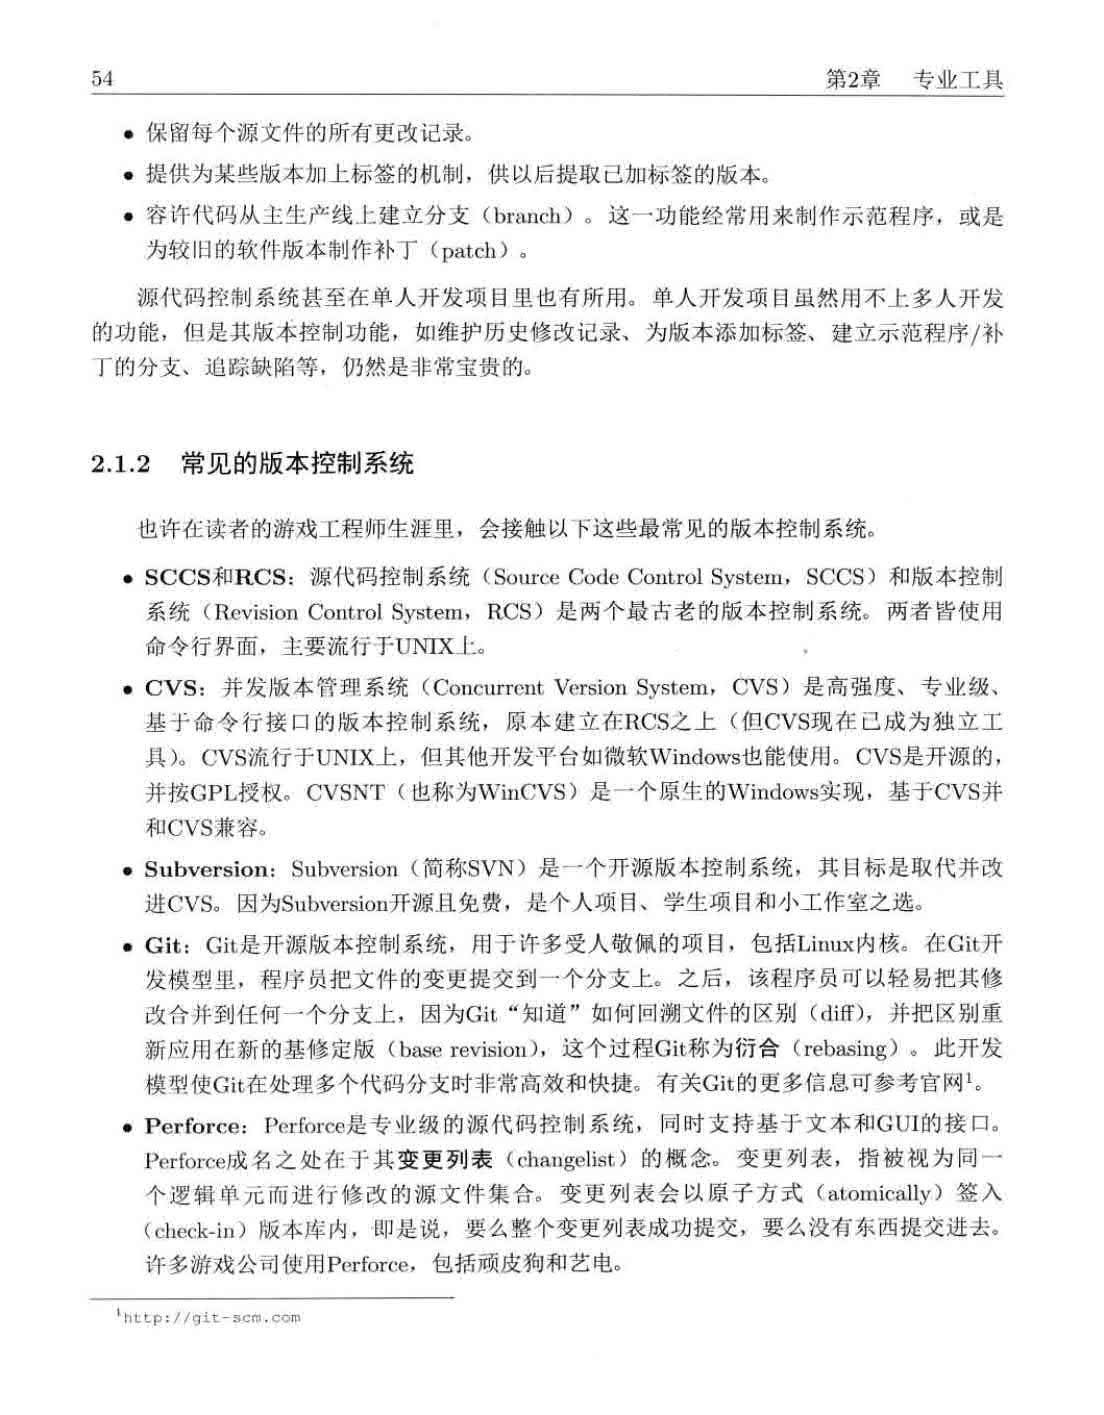 54 第2章 专业工具
• 保留每个源文件的所有更改记录。
• 提供为某些版本加上标签的机制，供以后提取已加标签的版本。
• 容许代码从主生产线上建立分支（branch）。这一功能经常用来制作示范程序，或是
为较旧的软件版本制作补丁（patch）。
源代码控制系统甚至在单人开发项目里也有所用。单人开发项目虽然用不上多人开发
的功能，但是其版本控制功能，如维护历史修改记录、为版本添加标签、建立示范程序/补
丁的分支、追踪缺陷等，仍然是非常宝贵的。
2.1.2 常见的版本控制系统
也许在读者的游戏工程师生涯里，会接触以下这些最常见的版本控制系统。
• SCCS和RCS：源代码控制系统（Source Code Control System，SCCS）和版本控制
系统（Revision Control System，RCS）是两个最古老的版本控制系统。两者皆使用
命令行界面，主要流行于UNIX上。
• CVS：并发版本管理系统（Concurrent Version System，CVS）是高强度、专业级、
基于命令行接口的版本控制系统，原本建立在RCS之上（但CVS现在已成为独立工
具）。CVS流行于UNIX上，但其他开发平台如微软Windows也能使用。CVS是开源的，
并按GPL授权。CVSNT（也称为WinCVS）是一个原生的Windows实现，基于CVS并
和CVS兼容。
• Subversion：Subversion（简称SVN）是一个开源版本控制系统，其目标是取代并改
进CVS。因为Subversion开源且免费，是个人项目、学生项目和小工作室之选。
• Git：Git是开源版本控制系统，用于许多受人敬佩的项目，包括Linux内核。在Git开
发模型里，程序员把文件的变更提交到一个分支上。之后，该程序员可以轻易把其修
改合并到任何一个分支上，因为Git“知道”如何回溯文件的区别（diff），并把区别重
新应用在新的基修定版（base revision），这个过程Git称为衍合（rebasing）。此开发
模型使Git在处理多个代码分支时非常高效和快捷。有关Git的更多信息可参考官网¹。
• Perforce：Perforce是专业级的源代码控制系统，同时支持基于文本和GUI的接口。
Perforce成名之处在于其变更列表（changelist）的概念。变更列表，指被视为同一
个逻辑单元而进行修改的源文件集合。变更列表会以原子方式（atomically）签入
（check-in）版本库内，即是说，要么整个变更列表成功提交，要么没有东西提交进去。
许多游戏公司使用Perforce，包括顽皮狗和艺电。
¹http://git-scm.com